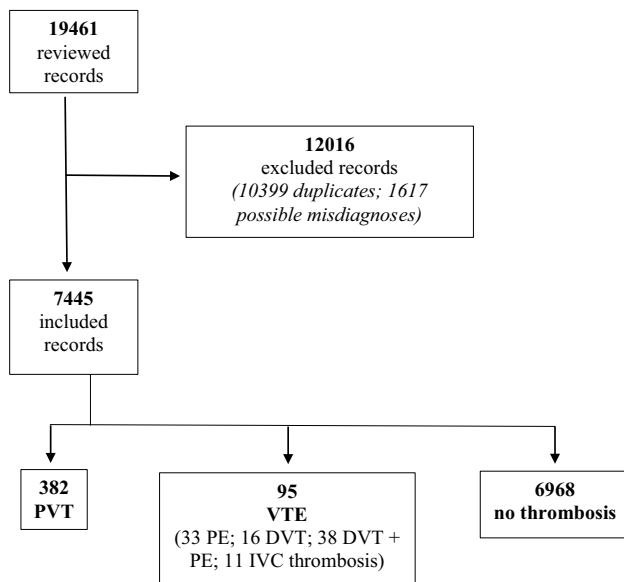 19461
reviewed
records
12016
excluded records
(10399 duplicates; 1617
possible misdiagnoses)
7445
included
records
382
PVT
95
VTE
(33 PE; 16 DVT; 38 DVT +
PE; 11 IVC thrombosis)
6968
no thrombosis